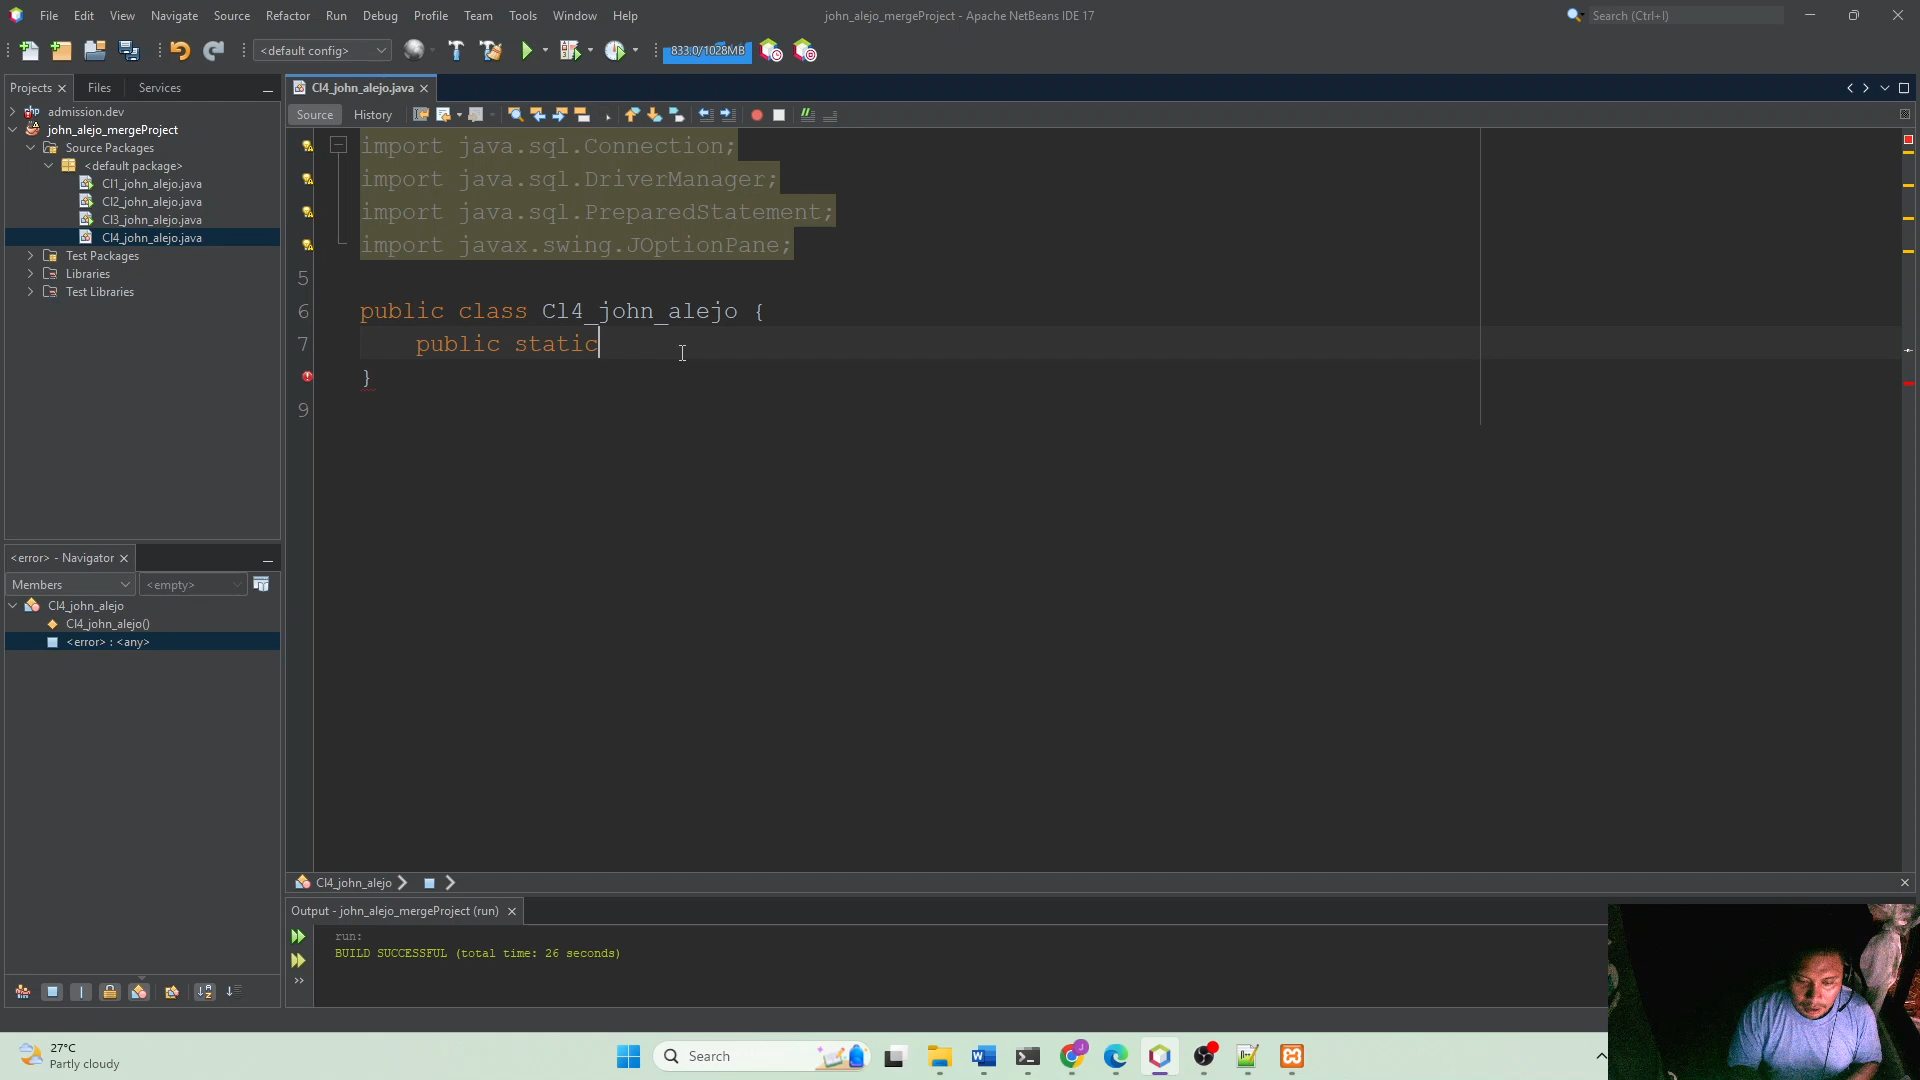 File Edit View Navigate Source Refactor Run Debug Profile Team Tools Window Help
john_alejo_mergeProject - Apache NetBeans IDE 17
Search (Ctrl+I)
<default config>
833.0/1028MB
Projects
Files
Services
admission.dev
john_alejo_mergeProject
Source Packages
<default package>
Cl1_john_alejo.java
Cl2_john_alejo.java
Cl3_john_alejo.java
Cl4_john_alejo.java
Test Packages
Libraries
Test Libraries
Cl4_john_alejo.java
Source
History
import java.sql.Connection;
import java.sql.DriverManager;
import java.sql.PreparedStatement;
import javax.swing.JOptionPane;
5
6 public class Cl4_john_alejo {
7 public static
}
9
<error> - Navigator
Members
<empty>
Cl4_john_alejo
Cl4_john_alejo()
<error> : <any>
Cl4_john_alejo
Output - john_alejo_mergeProject (run)
run:
BUILD SUCCESSFUL (total time: 26 seconds)
27°C
Partly cloudy
Search